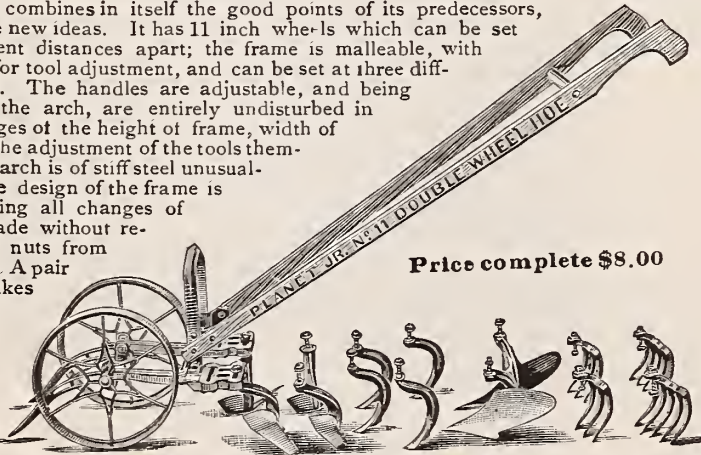 combines in itself the good points of its predecessors,
new ideas. It has 11 inch wheels which can be set
ent distances apart; the frame is malleable, with
or tool adjustment, and can be set at three diff-
. The handles are adjustable, and being
the arch, are entirely undisturbed in
ges of the height of frame, width of
he adjustment of the tools them-
arch is of stiff steel unusual-
e design of the frame is
ing all changes of
ade without re-
nuts from
. A pair
kes
PLANET JR. No. 11 DOUBLE WHEEL HOE
Price complete $8.00